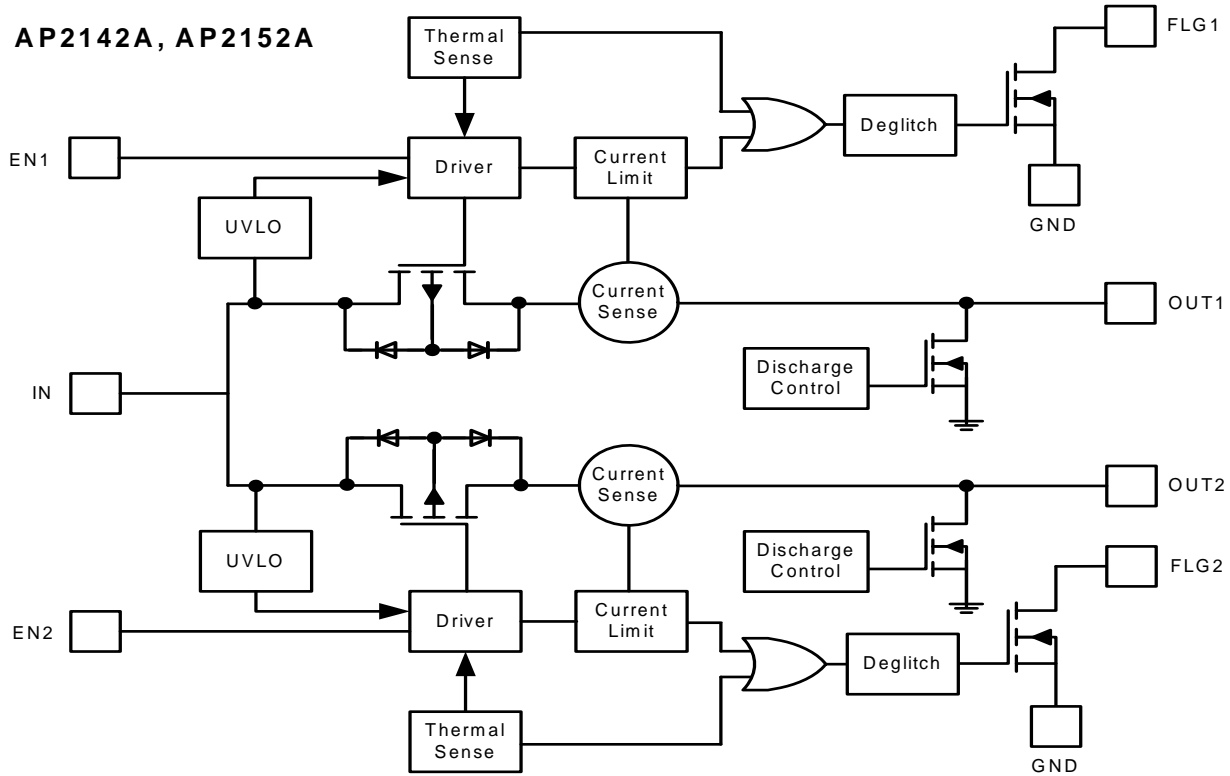 AP2142A, AP2152A
Thermal
Sense
FLG1
EN1
Driver
Current
Limit
Deglitch
UVLO
GND
Current
Sense
OUT1
Discharge
Control
IN
Current
Sense
OUT2
UVLO
Discharge
Control
FLG2
EN2
Driver
Current
Limit
Deglitch
Thermal
Sense
GND